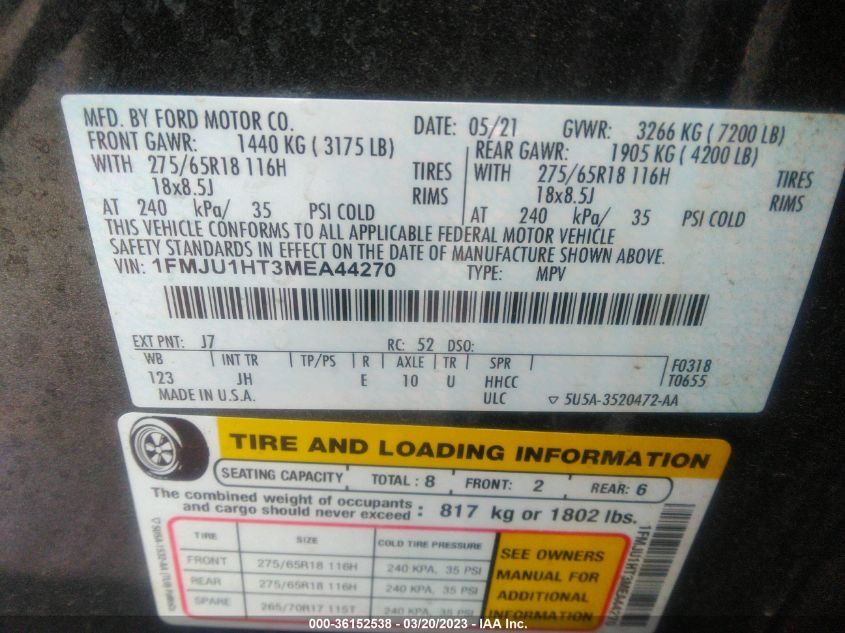 MFD. BY FORD MOTOR CO. DATE: 05/21 GVWR: 3266 KG ( 7200 LB)
FRONT GAWR: 1440 KG ( 3175 LB) REAR GAWR: 1905 KG ( 4200 LB)
WITH 275/65R18 116H TIRES WITH 275/65R18 116H TIRES
18x8.5J RIMS 18x8.5J RIMS
AT 240 kPa/ 35 PSI COLD AT 240 kPa/ 35 PSI COLD
THIS VEHICLE CONFORMS TO ALL APPLICABLE FEDERAL MOTOR VEHICLE
SAFETY STANDARDS IN EFFECT ON THE DATE OF MANUFACTURE SHOWN ABOVE.
VIN: 1FMJU1HT3MEA44270 TYPE: MPV
EXT PNT: J7 RC: 52 DSO:
WB INT TR TP/PS R AXLE TR SPR F0318
123 JH E 10 U HHCC T0655
MADE IN U.S.A. ULC ▽ 5U5A-3520472-AA
TIRE AND LOADING INFORMATION
SEATING CAPACITY TOTAL : 8 FRONT: 2 REAR: 6
The combined weight of occupants
and cargo should never exceed : 817 kg or 1802 lbs.
TIRE SIZE COLD TIRE PRESSURE
FRONT 275/65R18 116H 240 KPA, 35 PSI
REAR 275/65R18 116H 240 KPA, 35 PSI
SPARE 265/70R17 115T 240 KPA, 35 PSI
SEE OWNERS
MANUAL FOR
ADDITIONAL
INFORMATION
1FMJU1HT3MEA44270
000-36152538 - 03/20/2023 - IAA Inc.